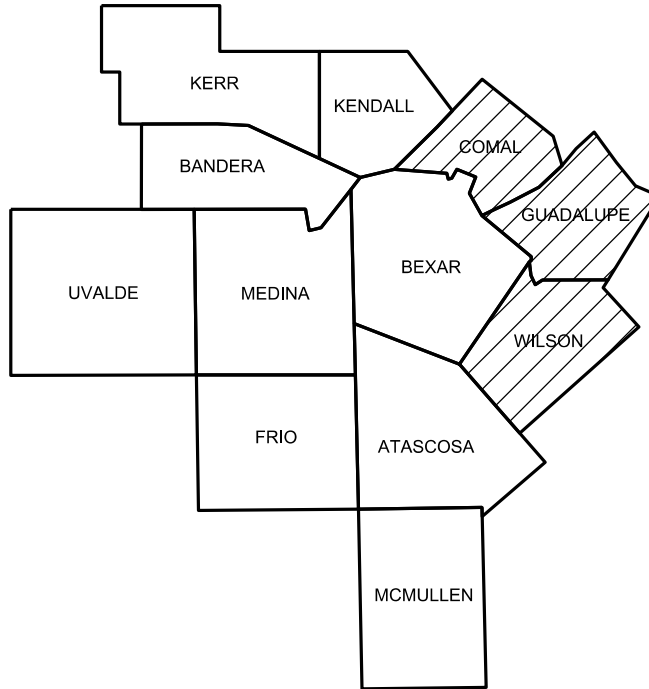 KERR
KENDALL
COMAL
BANDERA
GUADALUPE
UVALDE
MEDINA
BEXAR
WILSON
FRIO
ATASCOSA
MCMULLEN